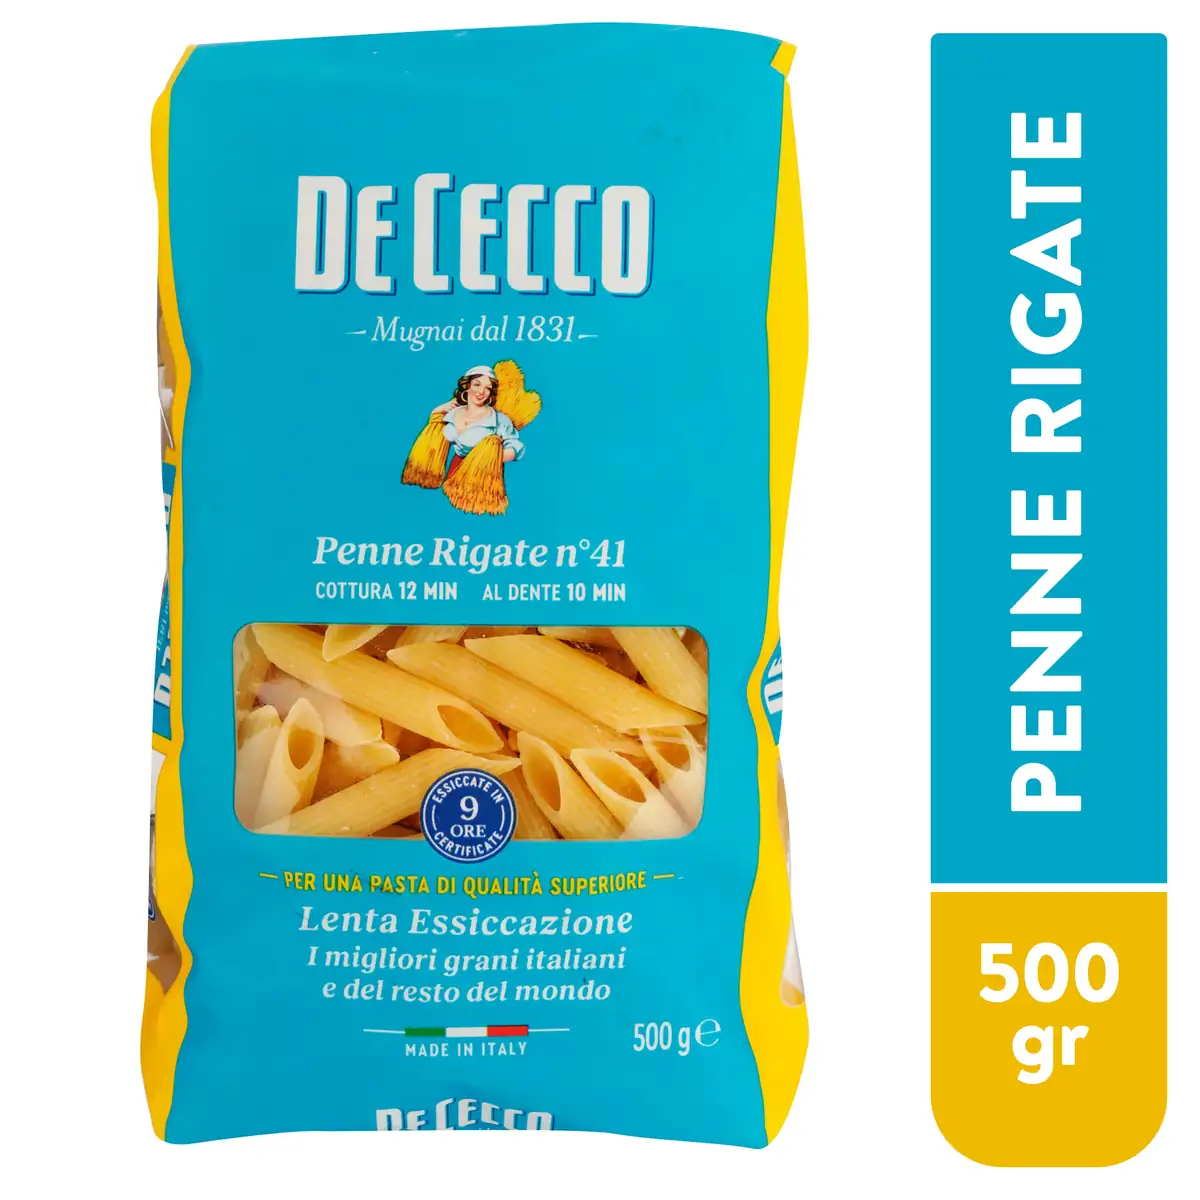 DE CECCO
Mugnai dal 1831
Penne Rigate n°41
COTTURA 12 MIN AL DENTE 10 MIN
ESSICCATE IN
9
ORE
CERTIFICATE
PER UNA PASTA DI QUALITÀ SUPERIORE
Lenta Essiccazione
I migliori grani italiani
e del resto del mondo
MADE IN ITALY
500 g ℮
DE CECCO
PENNE RIGATE
500
gr